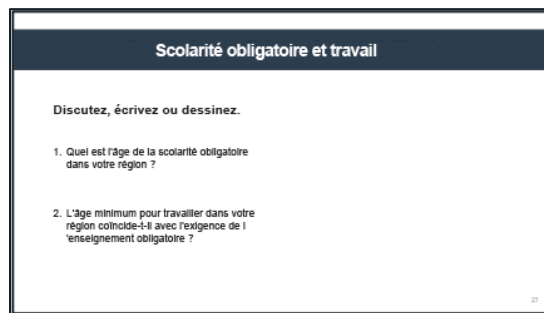 Scolarité obligatoire et travail
Discutez, écrivez ou dessinez.
1. Quel est l'âge de la scolarité obligatoire
dans votre région ?
2. L'âge minimum pour travailler dans votre
région coïncide-t-il avec l'exigence de l
'enseignement obligatoire ?
27